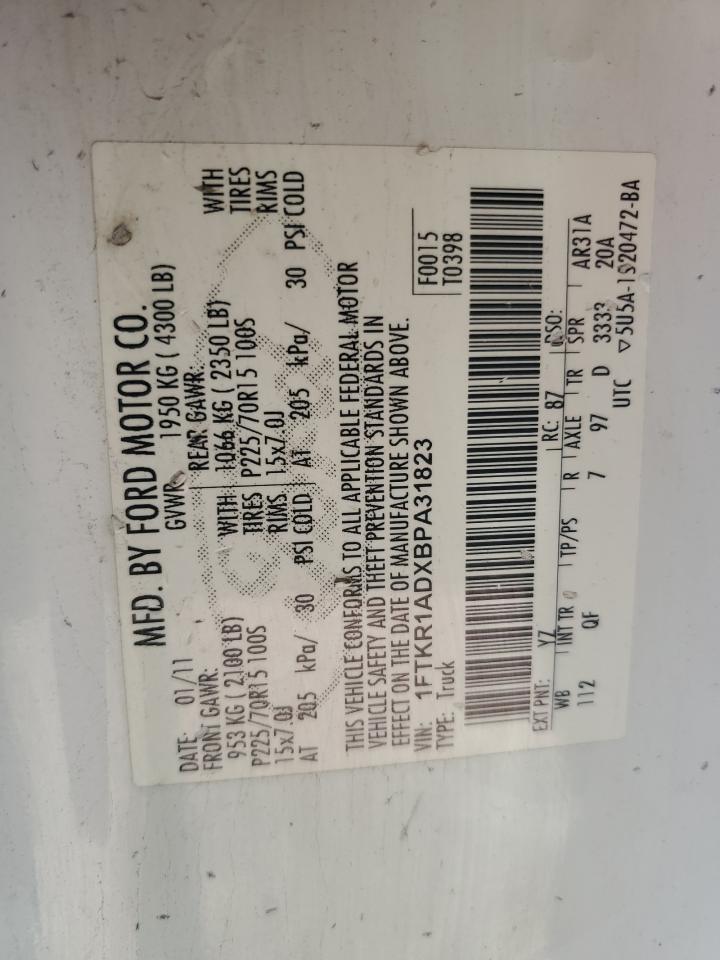 MFD. BY FORD MOTOR CO.
DATE: 01/11 GVWR: 1950 KG ( 4300 LB)
FRONT GAWR: REAR GAWR:
953 KG ( 2100 LB) WITH 1066 KG ( 2350 LB) WITH
P225/70R15 100S TIRES P225/70R15 100S TIRES
15x7.0J RIMS 15x7.0J RIMS
AT 205 kPa/ 30 PSI COLD AT 205 kPa/ 30 PSI COLD
THIS VEHICLE CONFORMS TO ALL APPLICABLE FEDERAL MOTOR
VEHICLE SAFETY AND THEFT PREVENTION STANDARDS IN
EFFECT ON THE DATE OF MANUFACTURE SHOWN ABOVE.
VIN: 1FTKR1ADXBPA31823 F0015
TYPE: Truck T0398
EXT PNT: YZ RC: 87 DSO:
WB INT TR TP/PS R AXLE TR SPR AR31A
112 QF 7 97 D 3333 20A
UTC ▽5U5A-1520472-BA